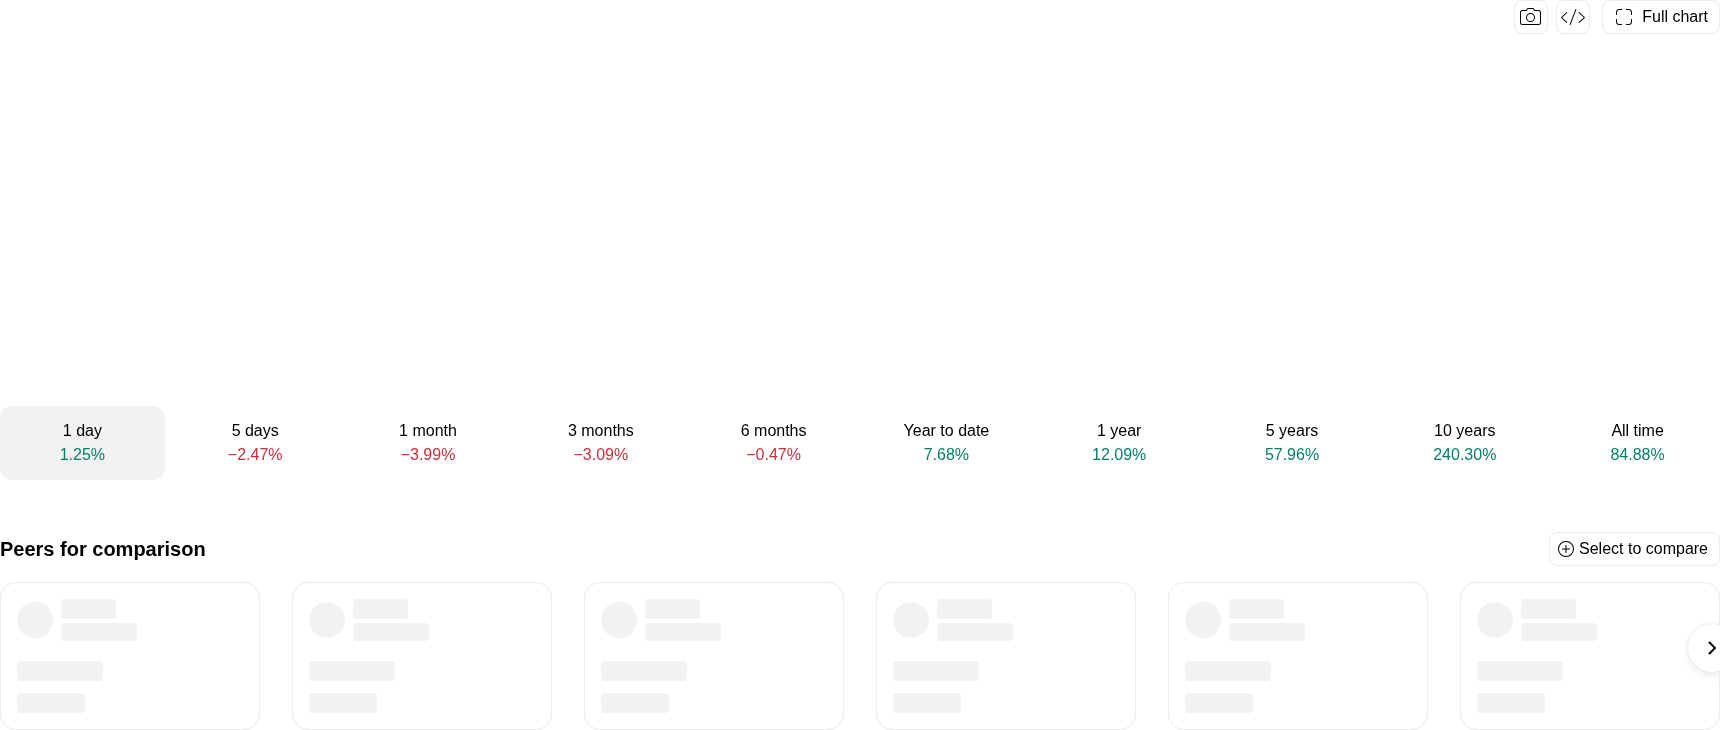 Full chart
1 day
1.25%
5 days
−2.47%
1 month
−3.99%
3 months
−3.09%
6 months
−0.47%
Year to date
7.68%
1 year
12.09%
5 years
57.96%
10 years
240.30%
All time
84.88%
Peers for comparison
Select to compare